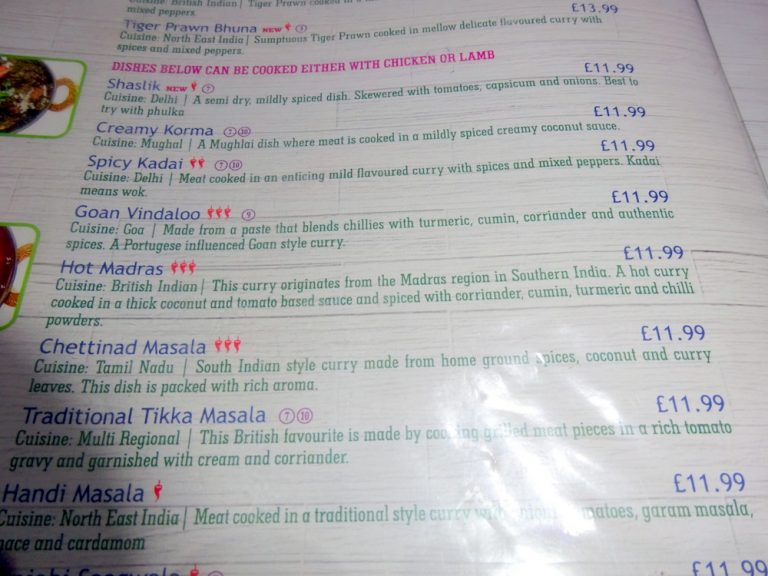 mixed peppers.
£13.99
Tiger Prawn Bhuna NEW 7
Cuisine: North East India | Sumptuous Tiger Prawn cooked in mellow delicate flavoured curry with
spices and mixed peppers.
DISHES BELOW CAN BE COOKED EITHER WITH CHICKEN OR LAMB
Shaslik NEW 7 £11.99
Cuisine: Delhi | A semi dry, mildly spiced dish. Skewered with tomatoes, capsicum and onions. Best to
try with phulka
Creamy Korma 7 10 £11.99
Cuisine: Mughal | A Mughlai dish where meat is cooked in a mildly spiced creamy coconut sauce.
Spicy Kadai 7 10 £11.99
Cuisine: Delhi | Meat cooked in an enticing mild flavoured curry with spices and mixed peppers. Kadai
means wok.
Goan Vindaloo 9 £11.99
Cuisine: Goa | Made from a paste that blends chillies with turmeric, cumin, corriander and authentic
spices. A Portugese influenced Goan style curry.
Hot Madras £11.99
Cuisine: British Indian | This curry originates from the Madras region in Southern India. A hot curry
cooked in a thick coconut and tomato based sauce and spiced with corriander, cumin, turmeric and chilli
powders.
Chettinad Masala £11.99
Cuisine: Tamil Nadu | South Indian style curry made from home ground spices, coconut and curry
leaves. This dish is packed with rich aroma.
Traditional Tikka Masala 7 10 £11.99
Cuisine: Multi Regional | This British favourite is made by cooking grilled meat pieces in a rich tomato
gravy and garnished with cream and corriander.
Handi Masala £11.99
Cuisine: North East India | Meat cooked in a traditional style curry garam masala,
mace and cardamom
£11.99